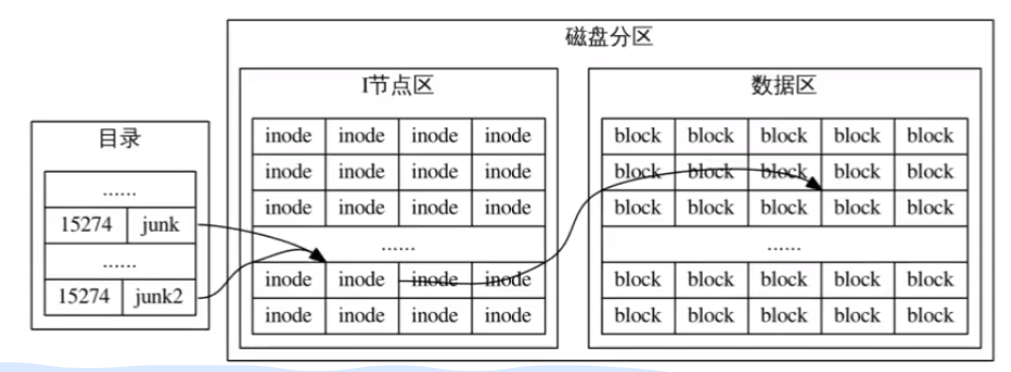 磁盘分区
I节点区
数据区
目录
inode inode inode inode
block block block block block
inode inode inode inode
block block block block block
......
inode inode inode inode
block block block block block
15274 junk
......
......
......
inode inode inode inode
block block block block block
15274 junk2
inode inode inode inode
block block block block block